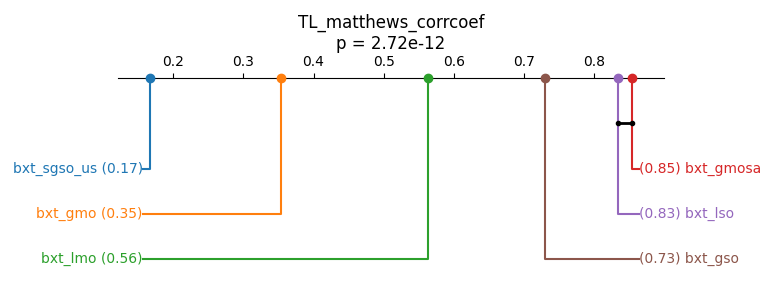 TL_matthews_corrcoef
p = 2.72e-12
0.2 0.3 0.4 0.5 0.6 0.7 0.8
bxt_sgso_us (0.17) (0.85) bxt_gmosa
bxt_gmo (0.35) (0.83) bxt_lso
bxt_lmo (0.56) (0.73) bxt_gso